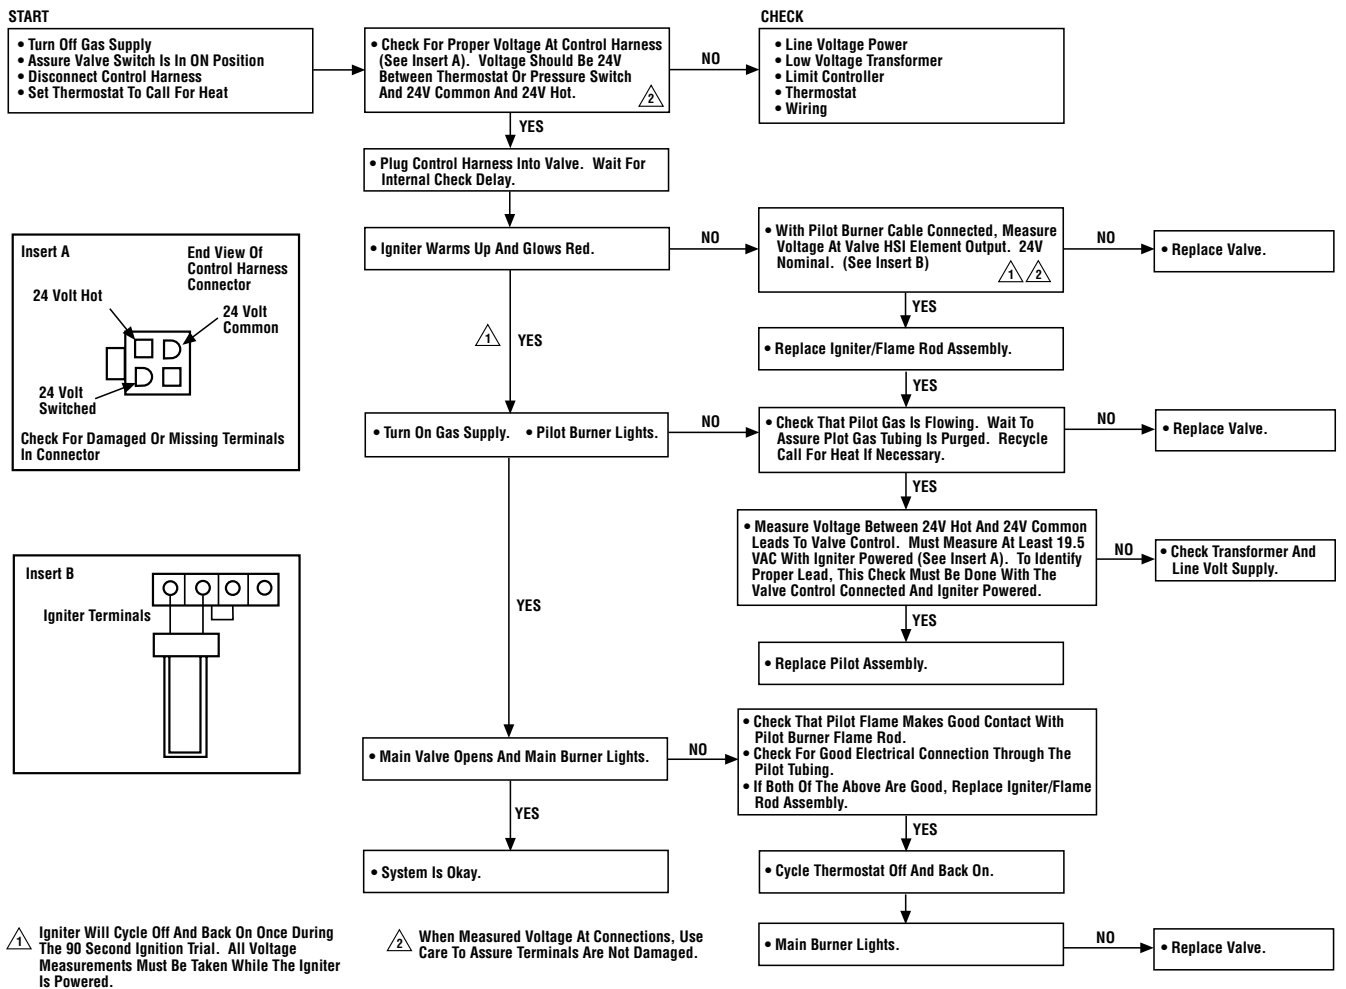 START
• Turn Off Gas Supply
• Assure Valve Switch Is In ON Position
• Disconnect Control Harness
• Set Thermostat To Call For Heat
• Check For Proper Voltage At Control Harness
(See Insert A). Voltage Should Be 24V
Between Thermostat Or Pressure Switch
And 24V Common And 24V Hot.
2
NO
CHECK
• Line Voltage Power
• Low Voltage Transformer
• Limit Controller
• Thermostat
• Wiring
YES
• Plug Control Harness Into Valve. Wait For
Internal Check Delay.
• Igniter Warms Up And Glows Red.
NO
• With Pilot Burner Cable Connected, Measure
Voltage At Valve HSI Element Output. 24V
Nominal. (See Insert B)
1 2
NO
• Replace Valve.
YES
• Replace Igniter/Flame Rod Assembly.
YES
1
YES
• Turn On Gas Supply. • Pilot Burner Lights.
NO
• Check That Pilot Gas Is Flowing. Wait To
Assure Plot Gas Tubing Is Purged. Recycle
Call For Heat If Necessary.
NO
• Replace Valve.
YES
• Measure Voltage Between 24V Hot And 24V Common
Leads To Valve Control. Must Measure At Least 19.5
VAC With Igniter Powered (See Insert A). To Identify
Proper Lead, This Check Must Be Done With The
Valve Control Connected And Igniter Powered.
NO
• Check Transformer And
Line Volt Supply.
YES
• Replace Pilot Assembly.
YES
• Main Valve Opens And Main Burner Lights.
NO
• Check That Pilot Flame Makes Good Contact With
Pilot Burner Flame Rod.
• Check For Good Electrical Connection Through The
Pilot Tubing.
• If Both Of The Above Are Good, Replace Igniter/Flame
Rod Assembly.
YES
• System Is Okay.
YES
• Cycle Thermostat Off And Back On.
• Main Burner Lights.
NO
• Replace Valve.
Insert A
End View Of
Control Harness
Connector
24 Volt Hot
24 Volt
Common
24 Volt
Switched
Check For Damaged Or Missing Terminals
In Connector
Insert B
Igniter Terminals
1
Igniter Will Cycle Off And Back On Once During
The 90 Second Ignition Trial. All Voltage
Measurements Must Be Taken While The Igniter
Is Powered.
2
When Measured Voltage At Connections, Use
Care To Assure Terminals Are Not Damaged.